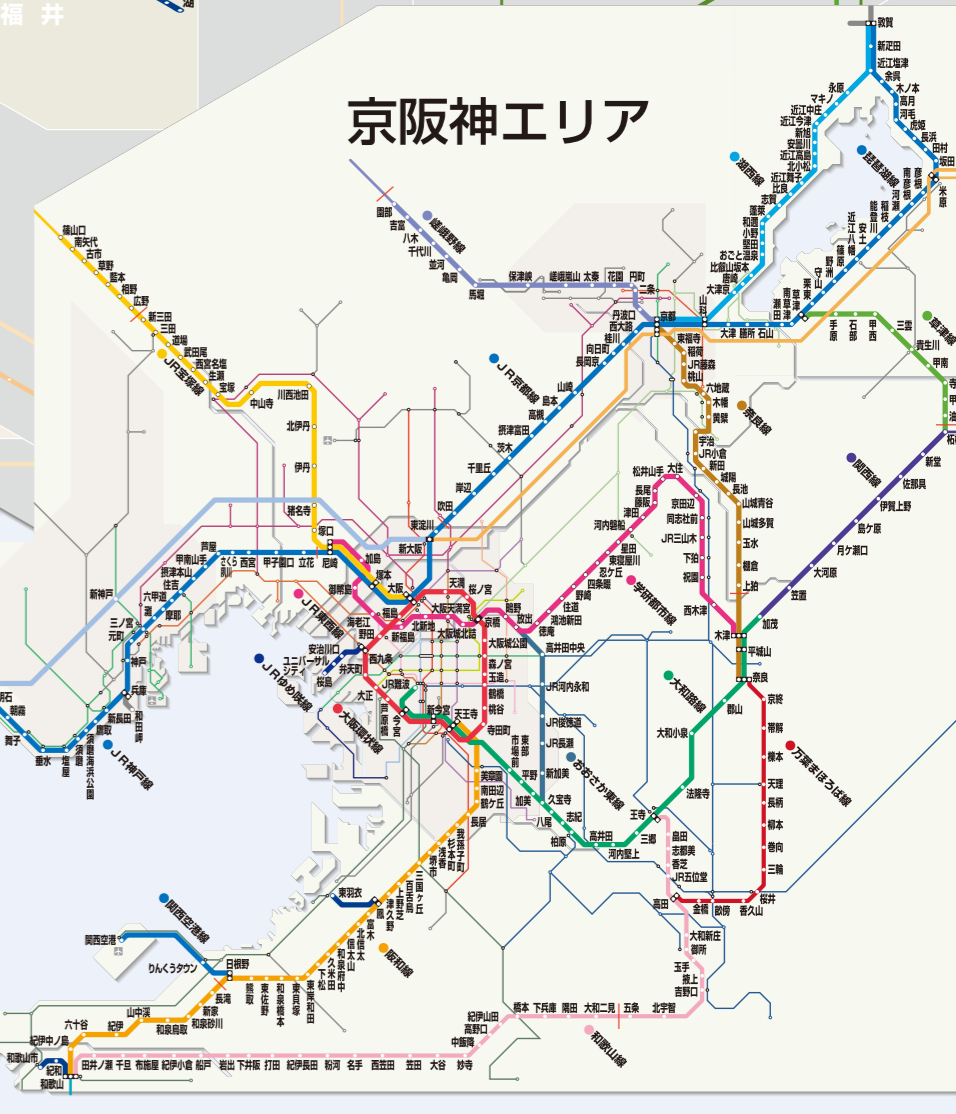 福井
湖
京阪神エリア
敦賀
新疋田
近江塩津
余呉
永原
木ノ本
マキノ
高月
近江中庄
河毛
近江今津
虎姫
新旭
長浜
安曇川
田村
近江高島
坂田
北小松
近江舞子
米原
比良
彦根
志賀
南彦根
蓬莱
河瀬
和邇
稲枝
小野
能登川
堅田
安土
おごと温泉
近江八幡
比叡山坂本
篠原
唐崎
野洲
大津京
守山
栗東
草津
南草津
瀬田
石山
膳所
大津
山科
京都
湖西線
琵琶湖線
手原
石部
甲西
三雲
貴生川
甲南
草津線
寺
甲
油
柘
園部
吉富
八木
千代川
並河
亀岡
馬堀
保津峡
嵯峨嵐山
太秦
花園
円町
二条
丹波口
嵯峨野線
西大路
桂川
向日町
長岡京
山崎
島本
高槻
摂津富田
茨木
千里丘
岸辺
吹田
東淀川
新大阪
JR京都線
東福寺
稲荷
JR藤森
桃山
六地蔵
木幡
黄檗
宇治
JR小倉
新田
城陽
長池
山城青谷
山城多賀
玉水
棚倉
上狛
木津
平城山
奈良
奈良線
新堂
佐那具
伊賀上野
島ケ原
月ケ瀬口
大河原
笠置
加茂
関西線
篠山口
南矢代
古市
草野
藍本
相野
広野
新三田
三田
道場
武田尾
西宮名塩
生瀬
宝塚
中山寺
川西池田
北伊丹
伊丹
猪名寺
塚口
JR宝塚線
尼崎
立花
甲子園口
西宮
さくら夙川
芦屋
甲南山手
摂津本山
住吉
六甲道
灘
摩耶
新神戸
三ノ宮
元町
神戸
兵庫
和田岬
新長田
鷹取
須磨海浜公園
須磨
塩屋
垂水
舞子
朝霧
明石
JR神戸線
加島
御幣島
海老江
新福島
北新地
大阪天満宮
大阪城北詰
京橋
JR東西線
塚本
大阪
福島
野田
西九条
弁天町
大正
芦原橋
今宮
新今宮
天王寺
寺田町
桃谷
鶴橋
玉造
森ノ宮
大阪城公園
桜ノ宮
天満
大阪環状線
安治川口
ユニバーサルシティ
桜島
JRゆめ咲線
JR難波
鴫野
放出
徳庵
鴻池新田
住道
野崎
四条畷
忍ケ丘
東寝屋川
星田
河内磐船
津田
藤阪
長尾
松井山手
大住
京田辺
同志社前
JR三山木
下狛
祝園
西木津
学研都市線
高井田中央
JR河内永和
JR俊徳道
JR長瀬
新加美
おおさか東線
東部市場前
平野
加美
久宝寺
八尾
志紀
柏原
高井田
河内堅上
三郷
王寺
法隆寺
大和小泉
郡山
大和路線
京終
帯解
櫟本
天理
長柄
柳本
巻向
三輪
桜井
香久山
畝傍
金橋
高田
万葉まほろば線
畠田
志都美
香芝
JR五位堂
大和新庄
御所
玉手
掖上
吉野口
北宇智
五条
大和二見
隅田
下兵庫
橋本
紀伊山田
高野口
中飯降
妙寺
大谷
笠田
西笠田
名手
粉河
紀伊長田
打田
下井阪
岩出
船戸
紀伊小倉
布施屋
千旦
田井ノ瀬
和歌山線
美章園
南田辺
鶴ケ丘
長居
我孫子町
杉本町
浅香
堺市
三国ヶ丘
百舌鳥
上野芝
津久野
鳳
東羽衣
富木
北信太
信太山
和泉府中
久米田
下松
東岸和田
東貝塚
和泉橋本
東佐野
熊取
日根野
長滝
新家
和泉砂川
和泉鳥取
山中渓
紀伊
六十谷
紀伊中ノ島
和歌山市
紀和
和歌山
阪和線
関西空港
りんくうタウン
関西空港線